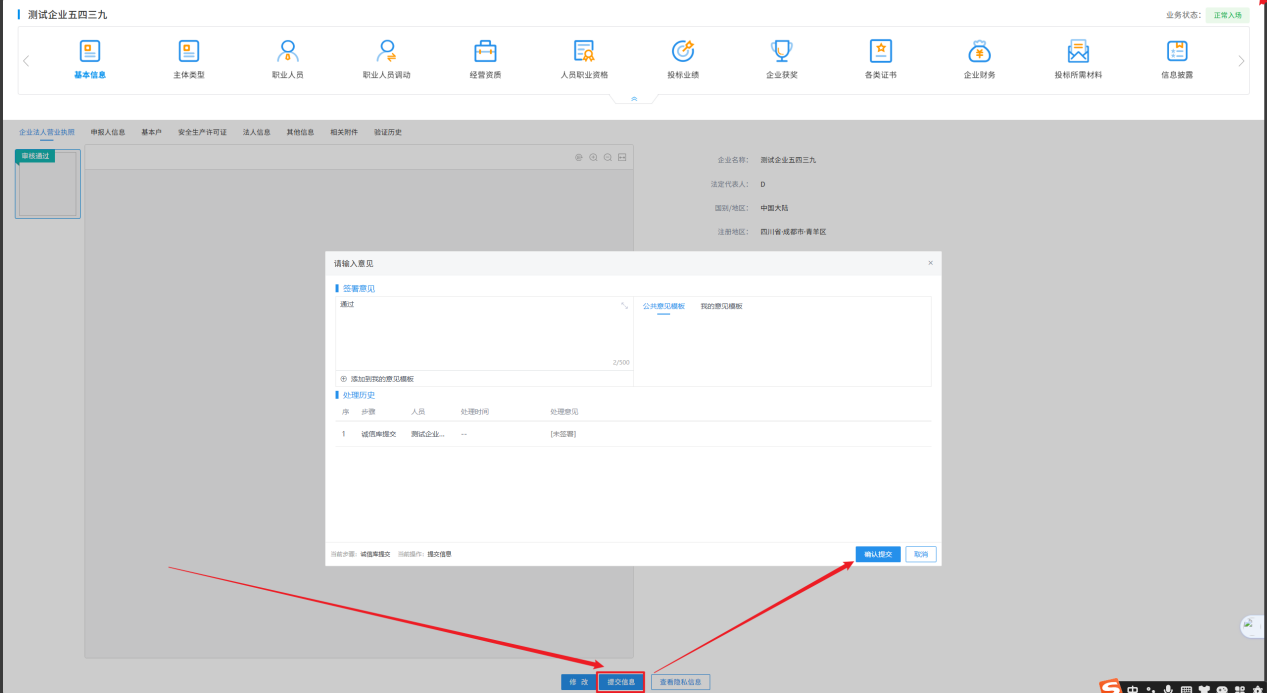 测试企业五四三九
业务状态： 正常入场
基本信息 主体类型 职业人员 职业人员调动 经营资质 人员职业资格 投标业绩 企业获奖 各类证书 企业财务 投标所需材料 信息披露
企业法人营业执照 申报人信息 基本户 安全生产许可证 法人信息 其他信息 相关附件 验证历史
审核通过
企业名称： 测试企业五四三九
法定代表人： D
国别/地区： 中国大陆
注册地区： 四川省·成都市·青羊区
请输入意见 ×
签署意见
通过
公共意见模板 我的意见模板
2/500
添加到我的意见模板
处理历史
序 步骤 人员 处理时间 处理意见
1 诚信库提交 测试企业... -- [未签署]
当前步骤：诚信库提交 当前操作：提交信息
确认提交 取消
修 改 提交信息 查看隐私信息
S 中